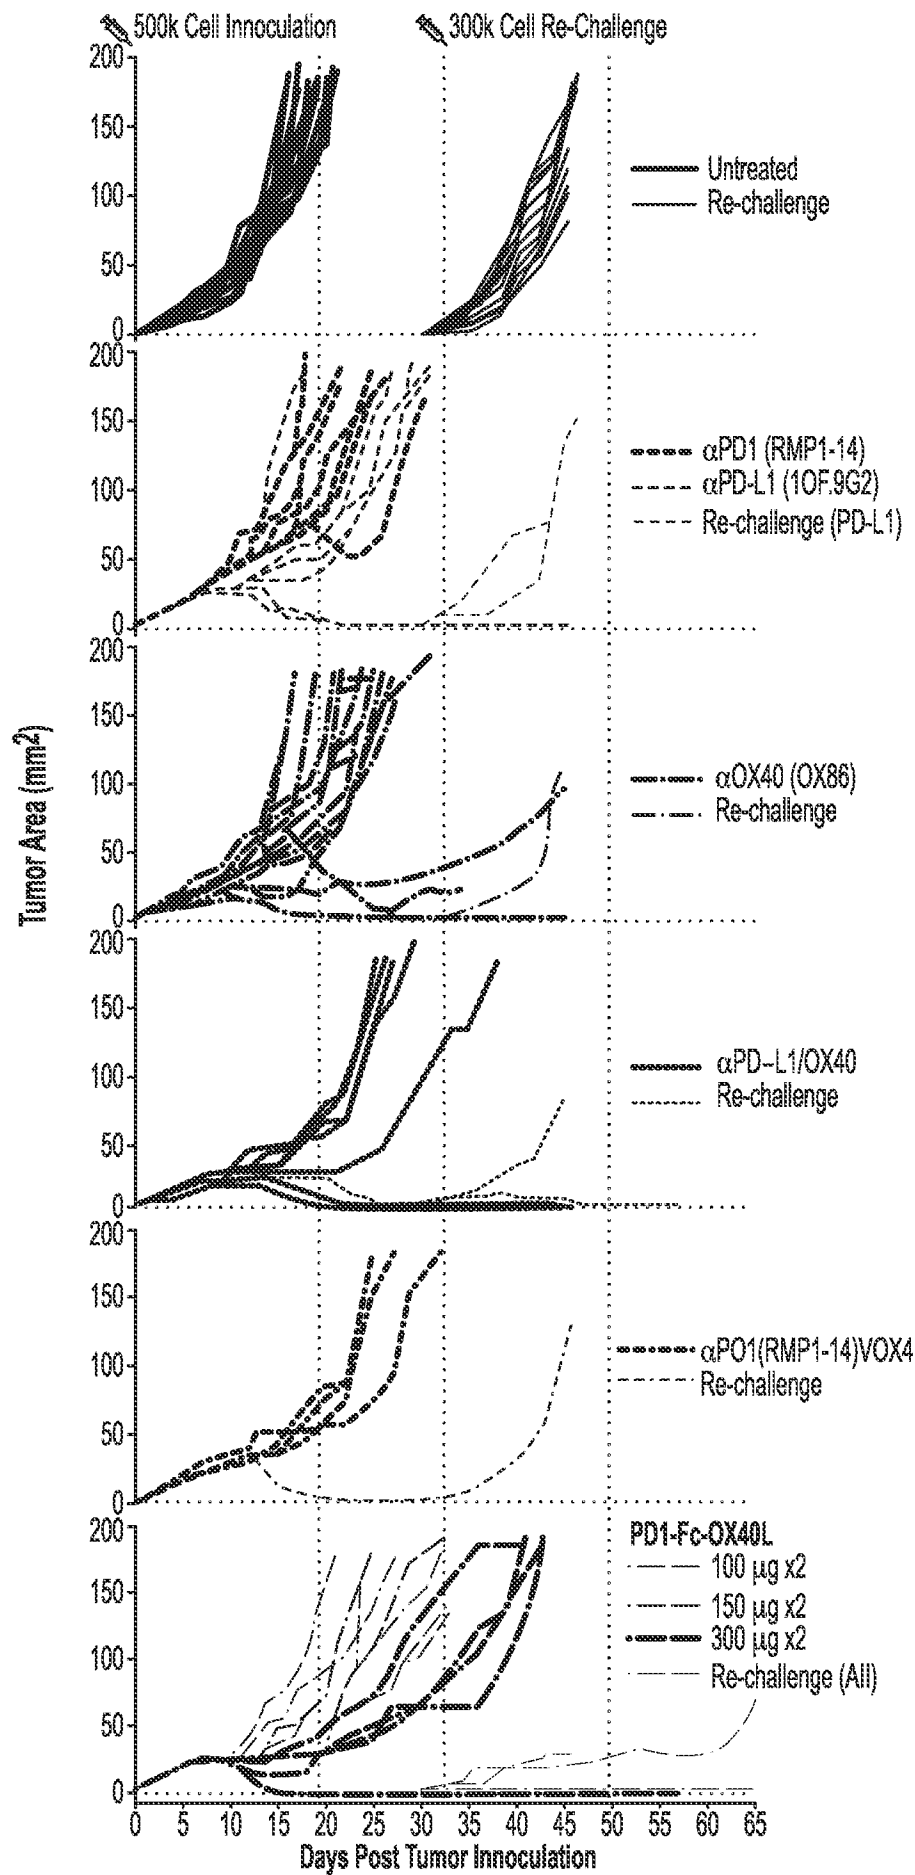 500k Cell Innoculation
300k Cell Re-Challenge
Tumor Area (mm²)
200
150
100
50
0
Untreated
Re-challenge
200
150
100
50
0
αPD1 (RMP1-14)
αPD-L1 (1OF.9G2)
Re-challenge (PD-L1)
200
150
100
50
0
αOX40 (OX86)
Re-challenge
200
150
100
50
0
αPD-L1/OX40
Re-challenge
200
150
100
50
0
αPO1(RMP1-14)VOX4
Re-challenge
200
150
100
50
0
PD1-Fc-OX40L
100 µg x2
150 µg x2
300 µg x2
Re-challenge (All)
0 5 10 15 20 25 30 35 40 45 50 55 60 65
Days Post Tumor Innoculation